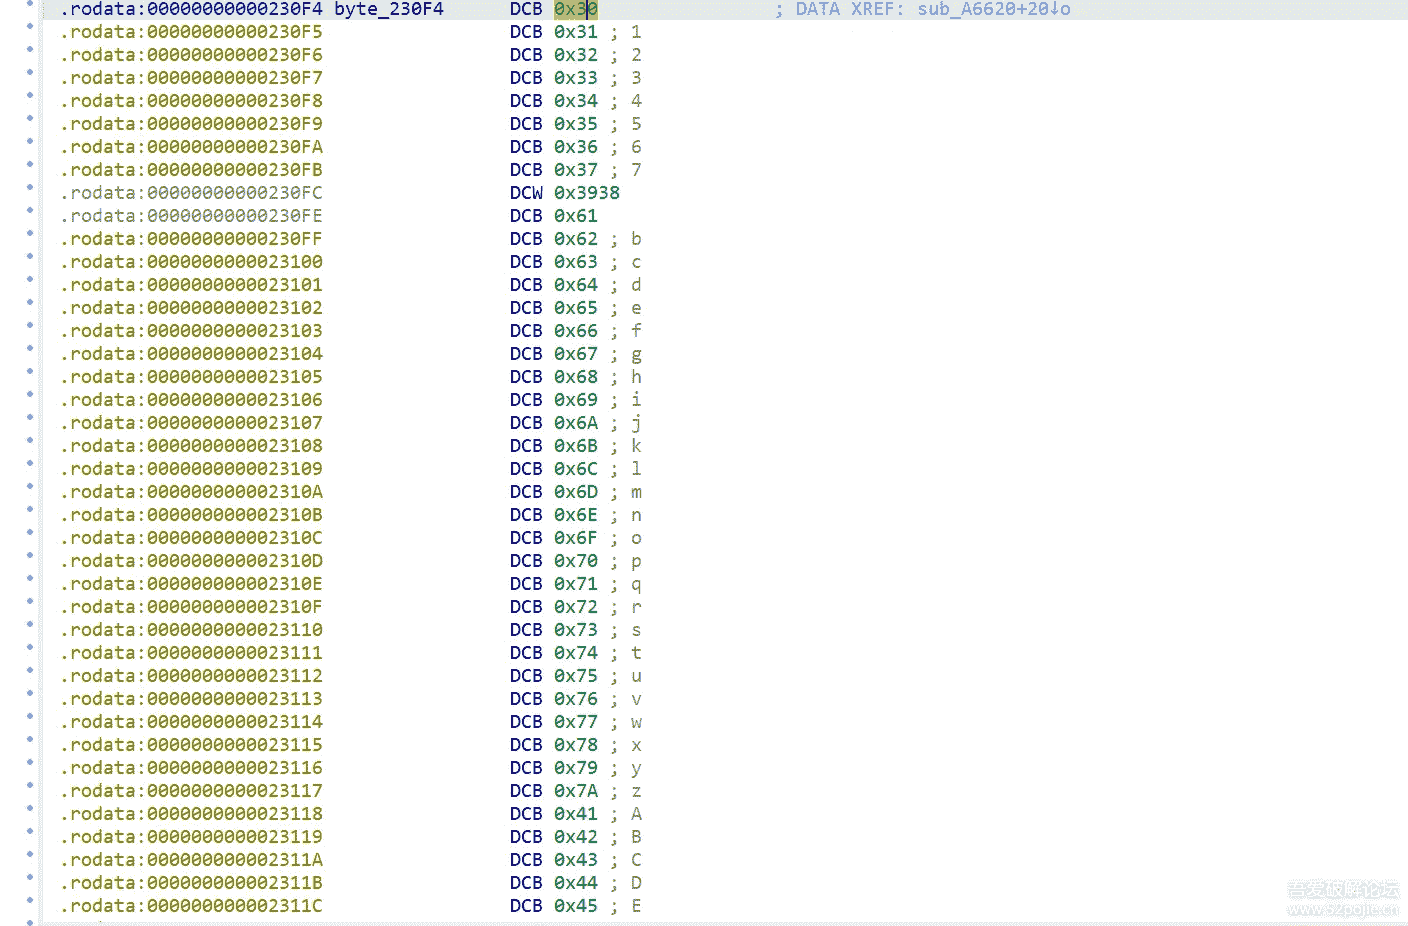 .rodata:00000000000230F4 byte_230F4 DCB 0x30 ; DATA XREF: sub_A6620+20↓o
.rodata:00000000000230F5 DCB 0x31 ; 1
.rodata:00000000000230F6 DCB 0x32 ; 2
.rodata:00000000000230F7 DCB 0x33 ; 3
.rodata:00000000000230F8 DCB 0x34 ; 4
.rodata:00000000000230F9 DCB 0x35 ; 5
.rodata:00000000000230FA DCB 0x36 ; 6
.rodata:00000000000230FB DCB 0x37 ; 7
.rodata:00000000000230FC DCW 0x3938
.rodata:00000000000230FE DCB 0x61
.rodata:00000000000230FF DCB 0x62 ; b
.rodata:0000000000023100 DCB 0x63 ; c
.rodata:0000000000023101 DCB 0x64 ; d
.rodata:0000000000023102 DCB 0x65 ; e
.rodata:0000000000023103 DCB 0x66 ; f
.rodata:0000000000023104 DCB 0x67 ; g
.rodata:0000000000023105 DCB 0x68 ; h
.rodata:0000000000023106 DCB 0x69 ; i
.rodata:0000000000023107 DCB 0x6A ; j
.rodata:0000000000023108 DCB 0x6B ; k
.rodata:0000000000023109 DCB 0x6C ; l
.rodata:000000000002310A DCB 0x6D ; m
.rodata:000000000002310B DCB 0x6E ; n
.rodata:000000000002310C DCB 0x6F ; o
.rodata:000000000002310D DCB 0x70 ; p
.rodata:000000000002310E DCB 0x71 ; q
.rodata:000000000002310F DCB 0x72 ; r
.rodata:0000000000023110 DCB 0x73 ; s
.rodata:0000000000023111 DCB 0x74 ; t
.rodata:0000000000023112 DCB 0x75 ; u
.rodata:0000000000023113 DCB 0x76 ; v
.rodata:0000000000023114 DCB 0x77 ; w
.rodata:0000000000023115 DCB 0x78 ; x
.rodata:0000000000023116 DCB 0x79 ; y
.rodata:0000000000023117 DCB 0x7A ; z
.rodata:0000000000023118 DCB 0x41 ; A
.rodata:0000000000023119 DCB 0x42 ; B
.rodata:000000000002311A DCB 0x43 ; C
.rodata:000000000002311B DCB 0x44 ; D
.rodata:000000000002311C DCB 0x45 ; E
吾爱破解论坛
www.52pojie.cn